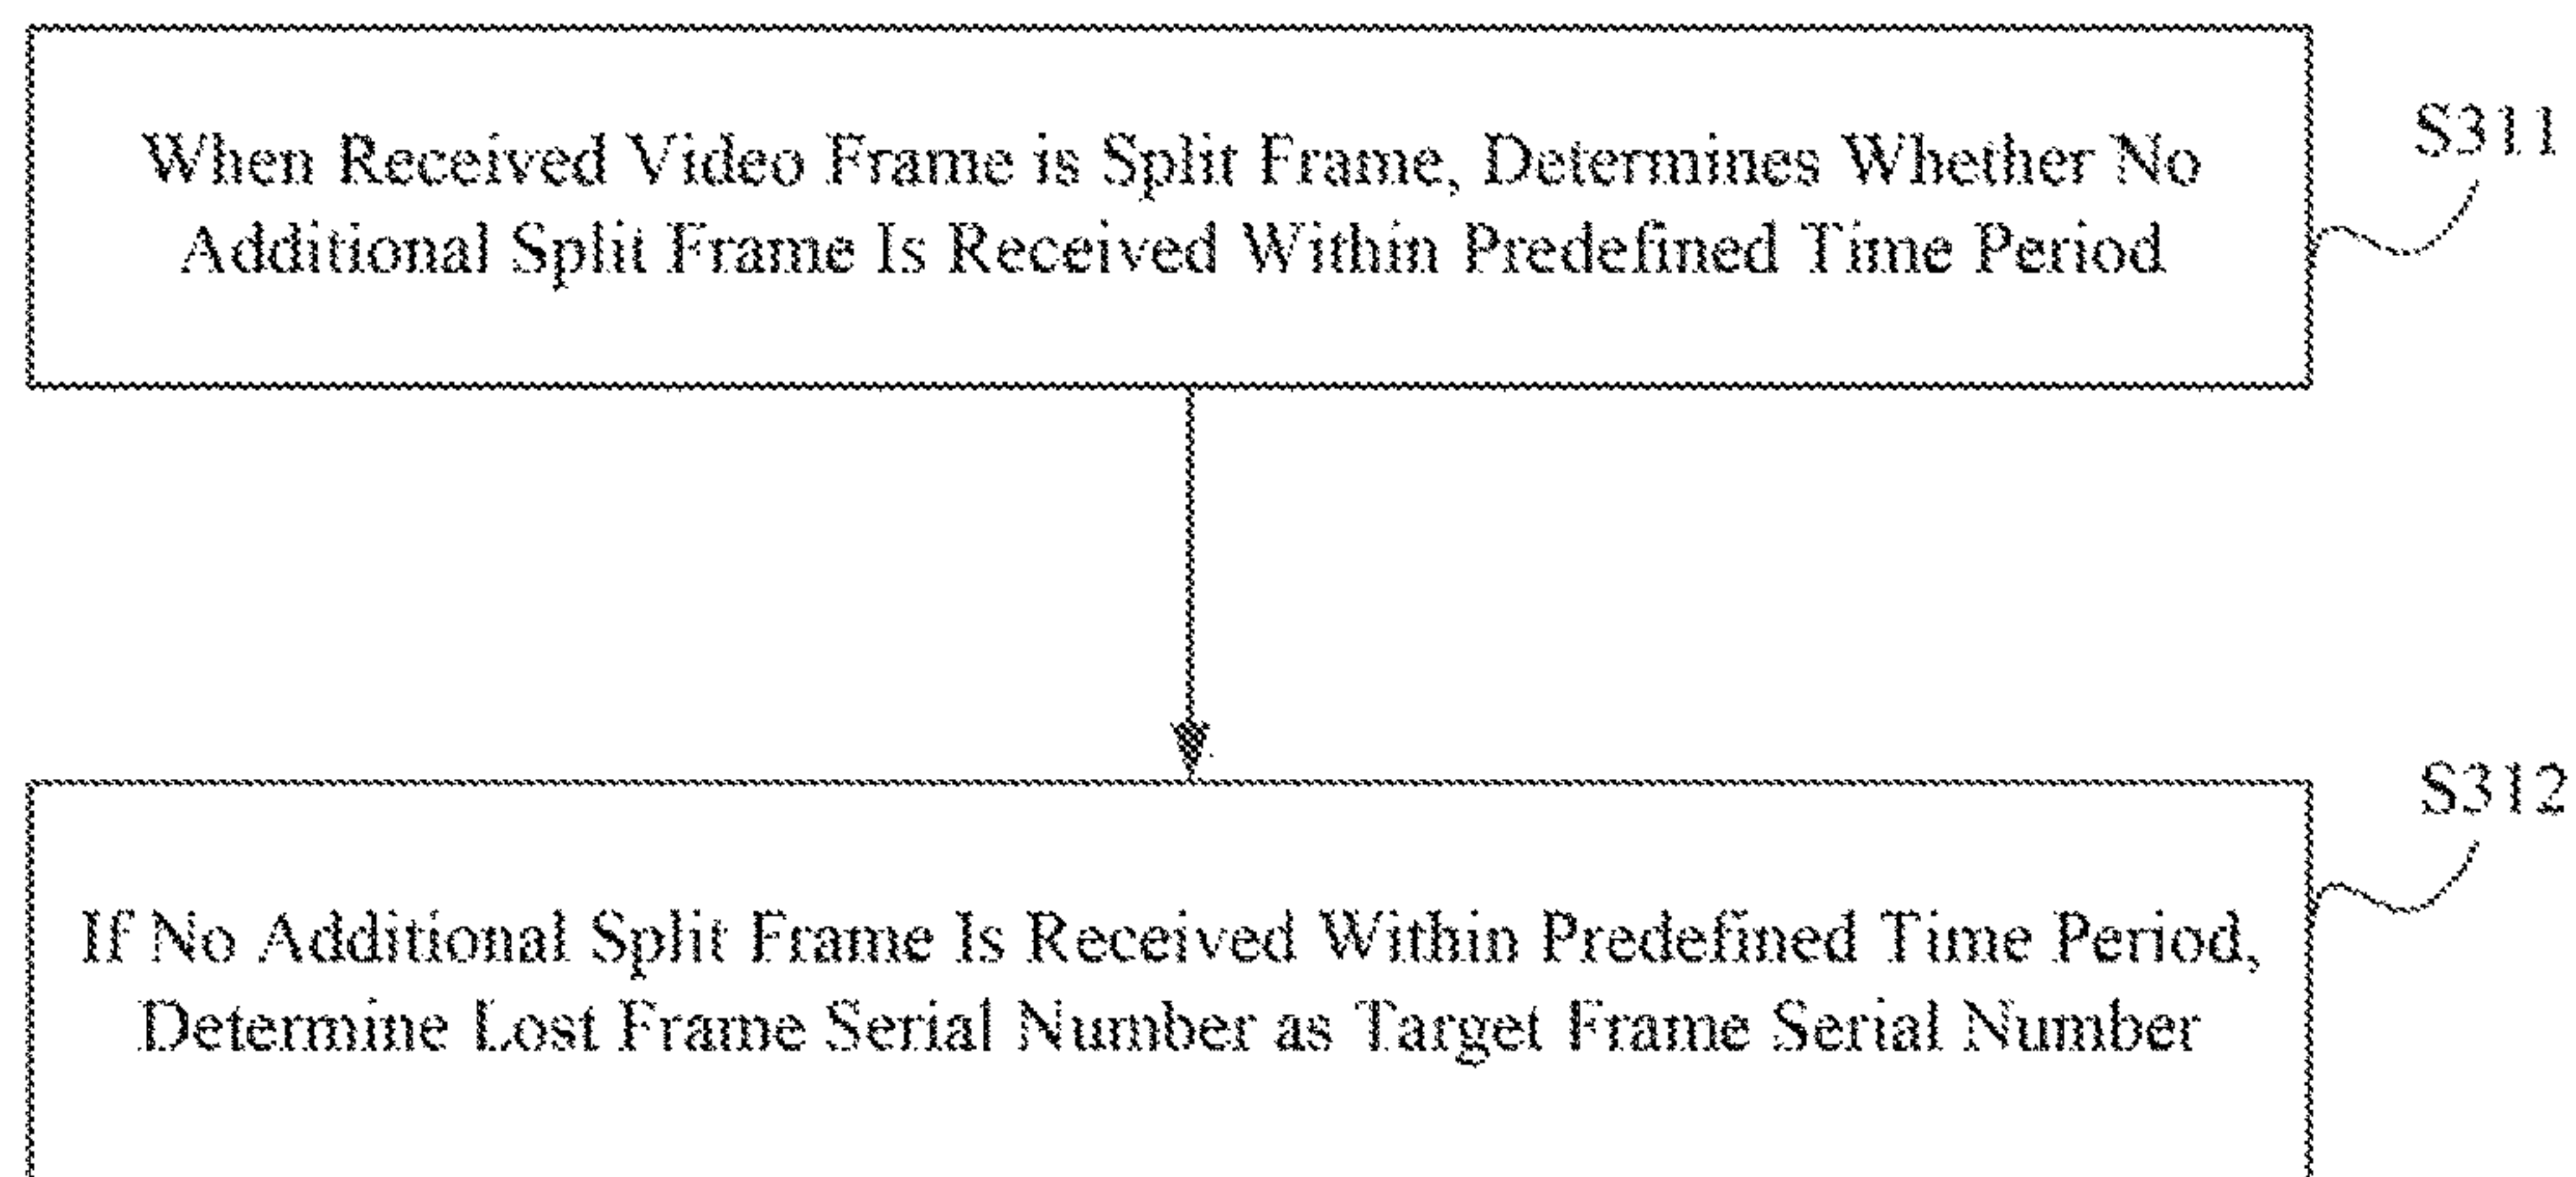 When Received Video Frame is Split Frame, Determines Whether No
Additional Split Frame Is Received Within Predefined Time Period
S311
If No Additional Split Frame Is Received Within Predefined Time Period,
Determine Lost Frame Serial Number as Target Frame Serial Number
S312